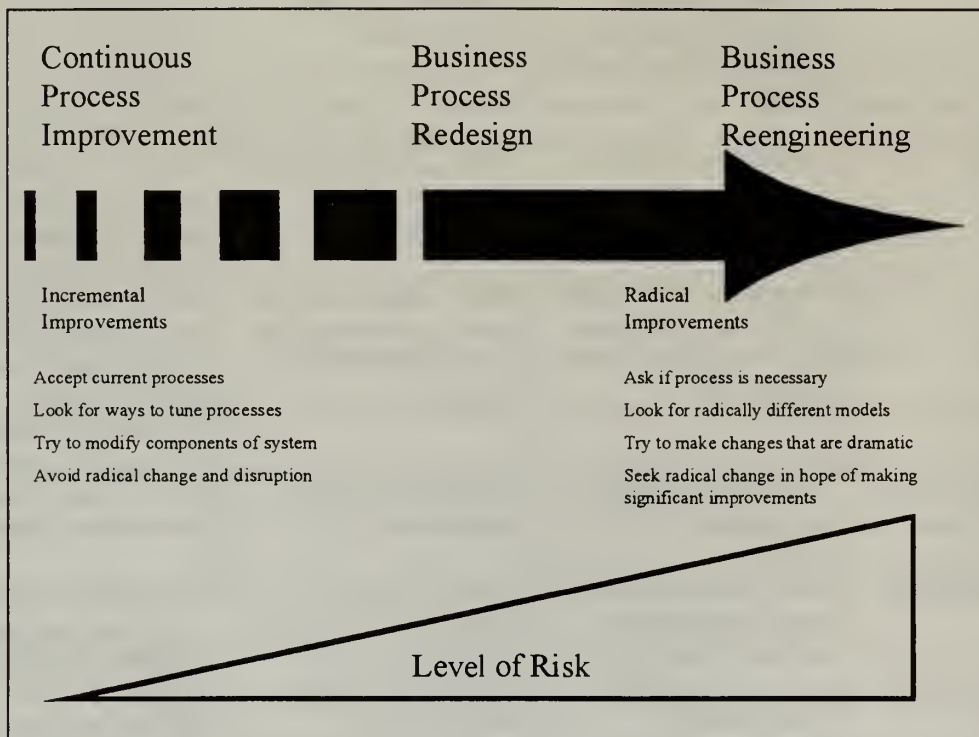 Continuous
Process
Improvement
Business
Process
Redesign
Business
Process
Reengineering
Incremental
Improvements
Accept current processes
Look for ways to tune processes
Try to modify components of system
Avoid radical change and disruption
Radical
Improvements
Ask if process is necessary
Look for radically different models
Try to make changes that are dramatic
Seek radical change in hope of making
significant improvements
Level of Risk